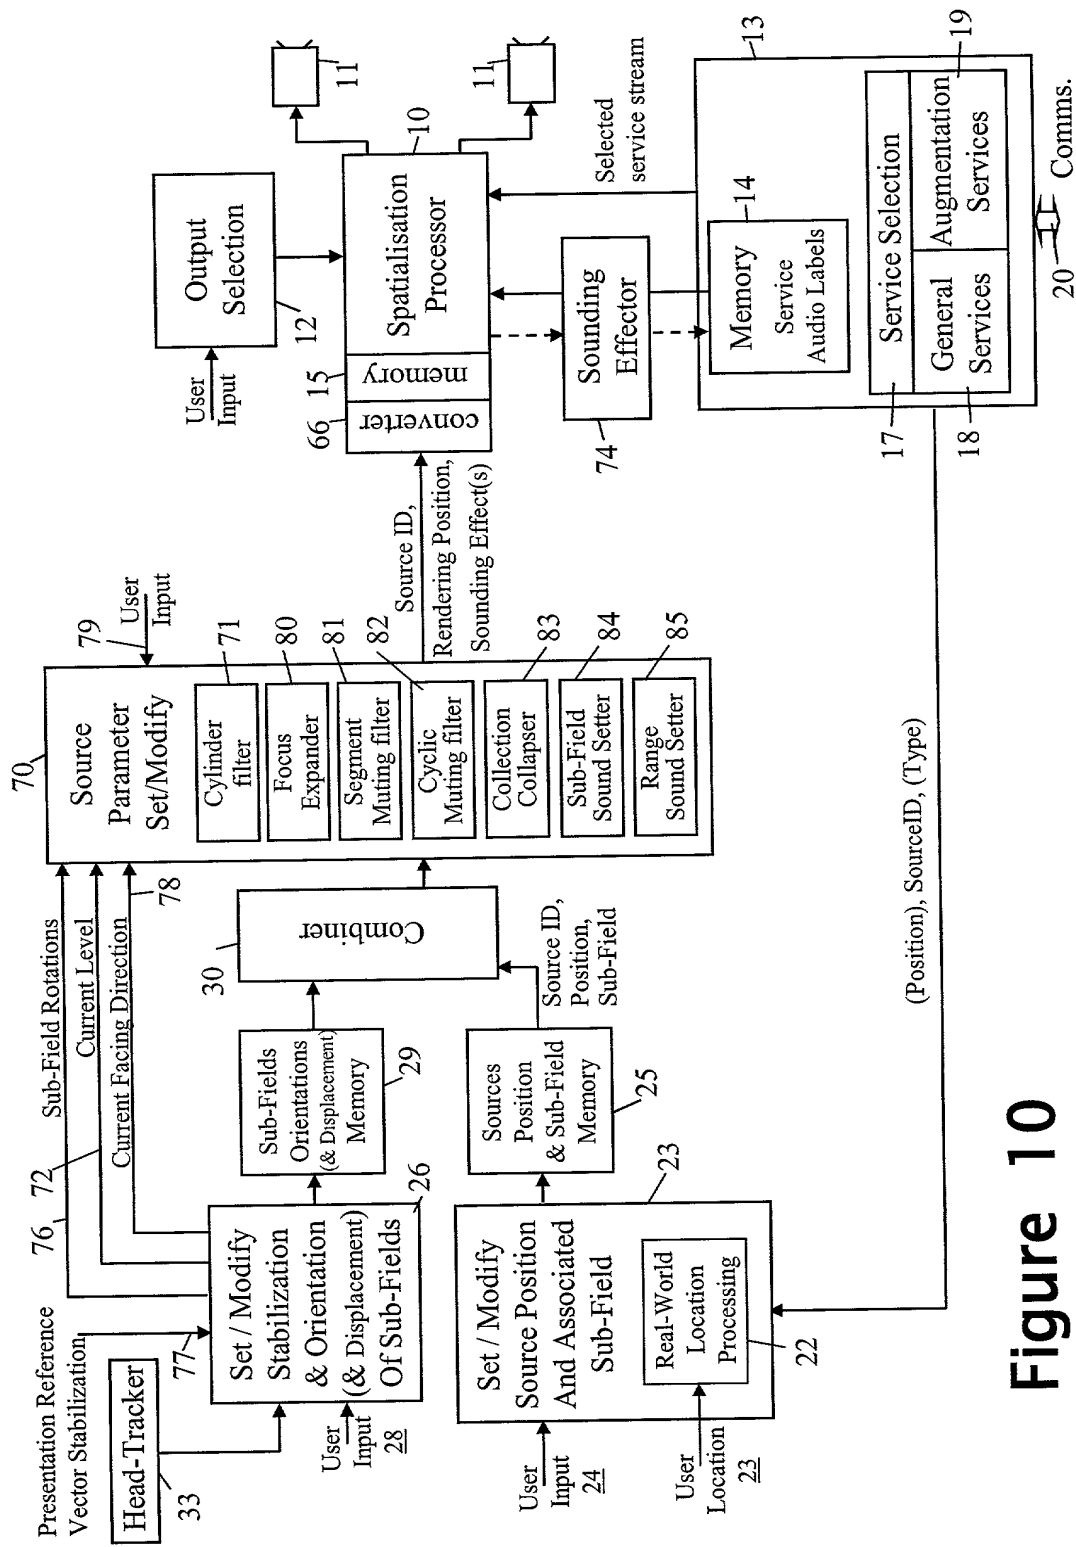 Presentation Reference
Vector Stabilization
77
Head-Tracker
33
76
72
Sub-Field Rotations
Current Level
Current Facing Direction
78
Set / Modify
Stabilization
& Orientation
(& Displacement)
Of Sub-Fields
26
User
Input
28
Sub-Fields
Orientations
(& Displacement)
Memory
29
Set / Modify
Source Position
And Associated
Sub-Field
23
Real-World
Location
Processing
22
User
Input
24
User
Location
23
Sources
Position
& Sub-Field
Memory
25
Source ID,
Position,
Sub-Field
30
Combiner
70
Source
Parameter
Set/Modify
79
User
Input
Cylinder
filter
71
Focus
Expander
80
Segment
Muting filter
81
Cyclic
Muting filter
82
Collection
Collapser
83
Sub-Field
Sound Setter
84
Range
Sound Setter
85
Source ID,
Rendering Position,
Sounding Effect(s)
User
Input
Output
Selection
12
66
converter
15
memory
Spatialisation
Processor
10
11
11
Sounding
Effector
74
Selected
service stream
13
Memory
Service
Audio Labels
14
Service Selection
17
General
Services
18
Augmentation
Services
19
20
Comms.
(Position), SourceID, (Type)
Figure 10